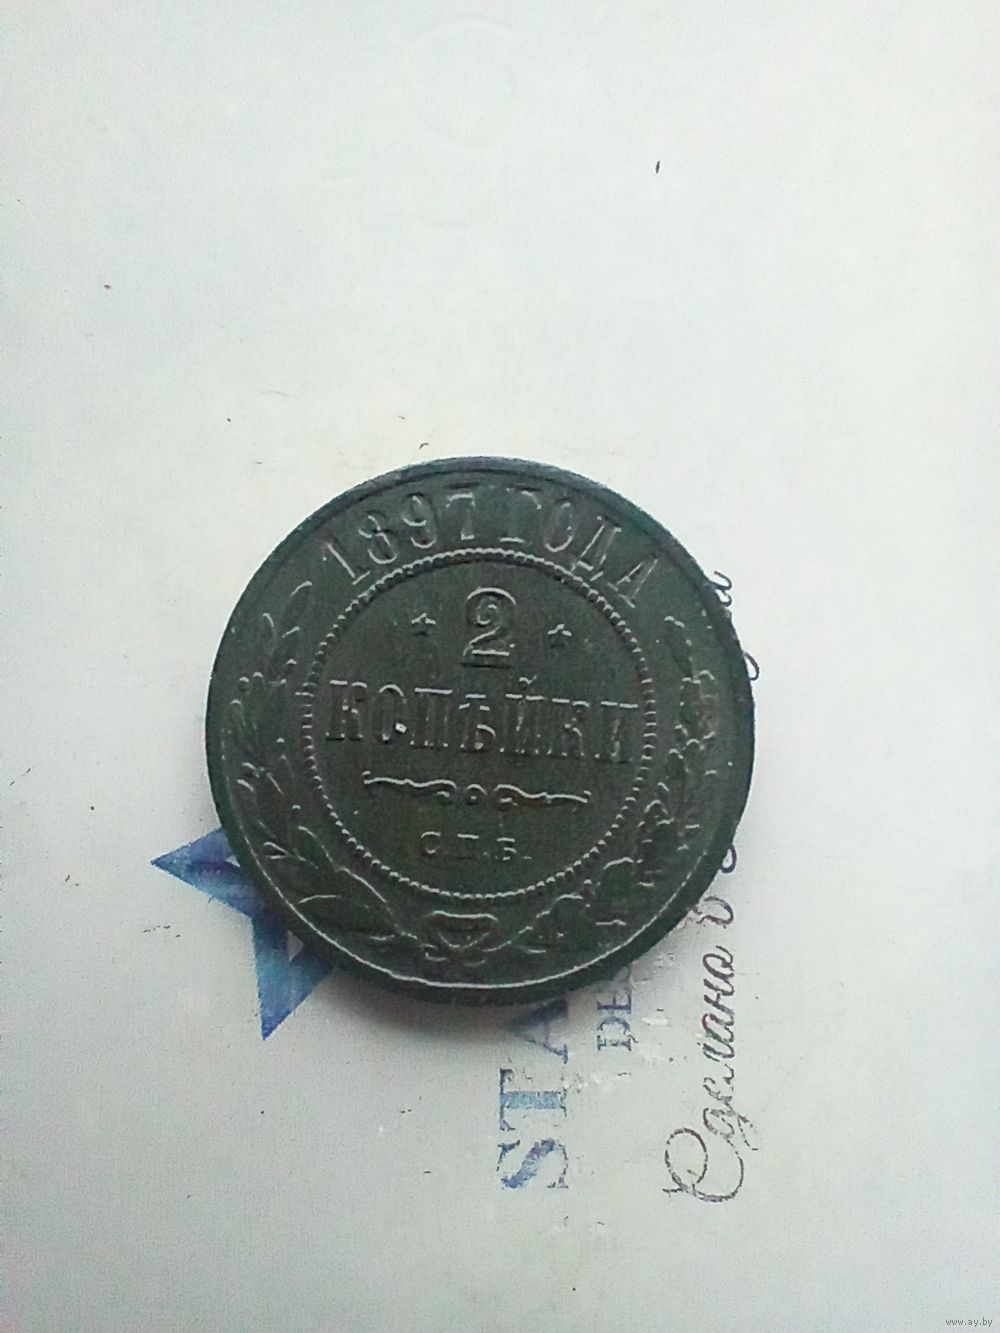 1897 ГОДА
2
КОПѢЙКИ
С.П.Б.
STA
DE
Сделано в
www.ay.by